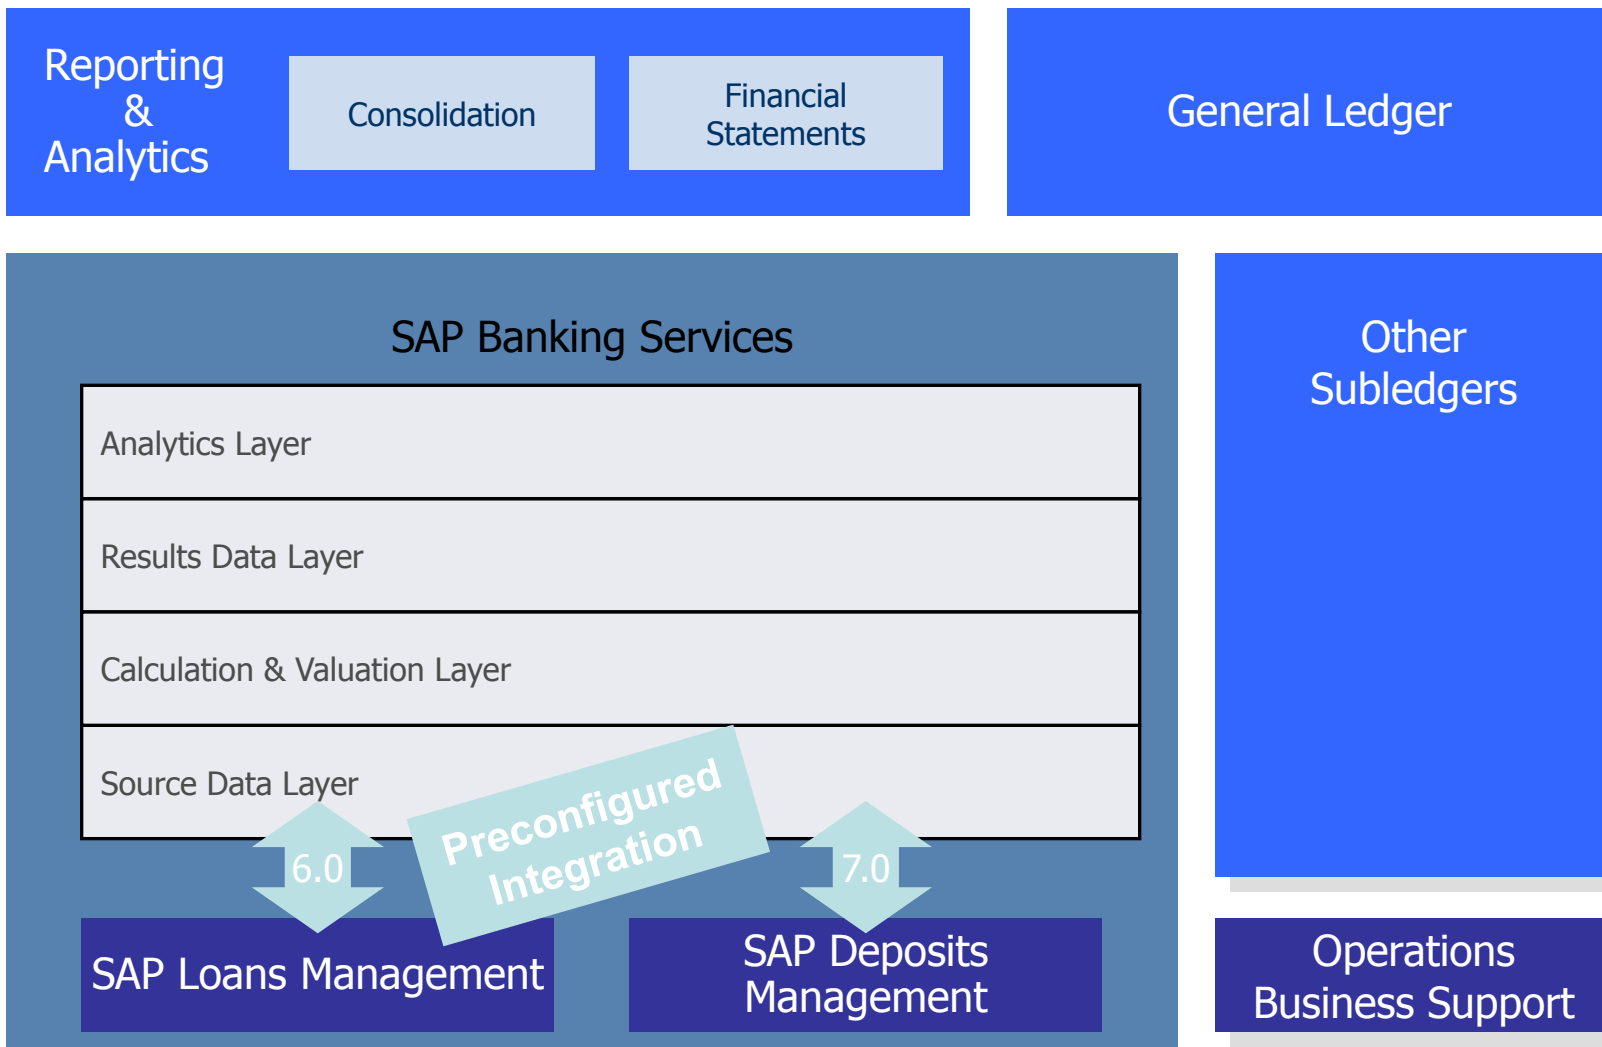 Reporting
&
Analytics
Consolidation
Financial
Statements
General Ledger
SAP Banking Services
Analytics Layer
Results Data Layer
Calculation & Valuation Layer
Source Data Layer
Preconfigured
Integration
6.0
7.0
SAP Loans Management
SAP Deposits
Management
Other
Subledgers
Operations
Business Support